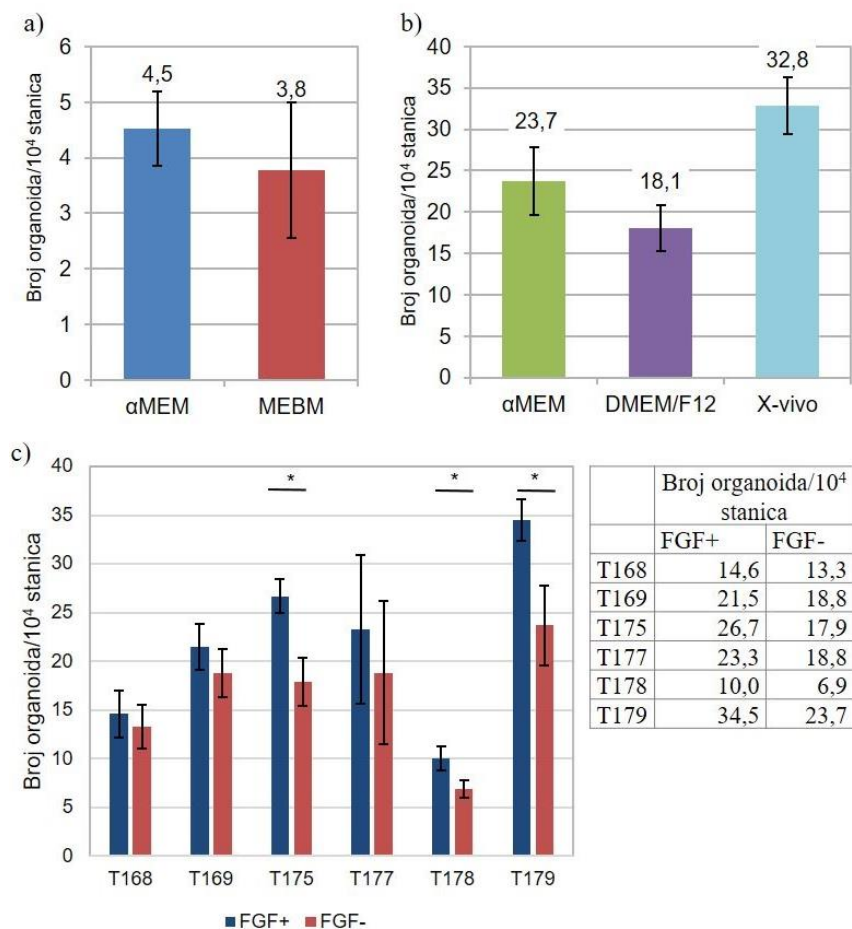 a)
6
5
4
3
2
1
0
Broj organoida/10⁴ stanica
4,5
3,8
αMEM
MEBM
b)
40
35
30
25
20
15
10
5
0
Broj organoida/10⁴ stanica
23,7
18,1
32,8
αMEM
DMEM/F12
X-vivo
c)
40
35
30
25
20
15
10
5
0
Broj organoida/10⁴ stanica
*
*
*
T168
T169
T175
T177
T178
T179
FGF+
FGF-
Broj organoida/10⁴
stanica
FGF+ FGF-
T168 14,6 13,3
T169 21,5 18,8
T175 26,7 17,9
T177 23,3 18,8
T178 10,0 6,9
T179 34,5 23,7